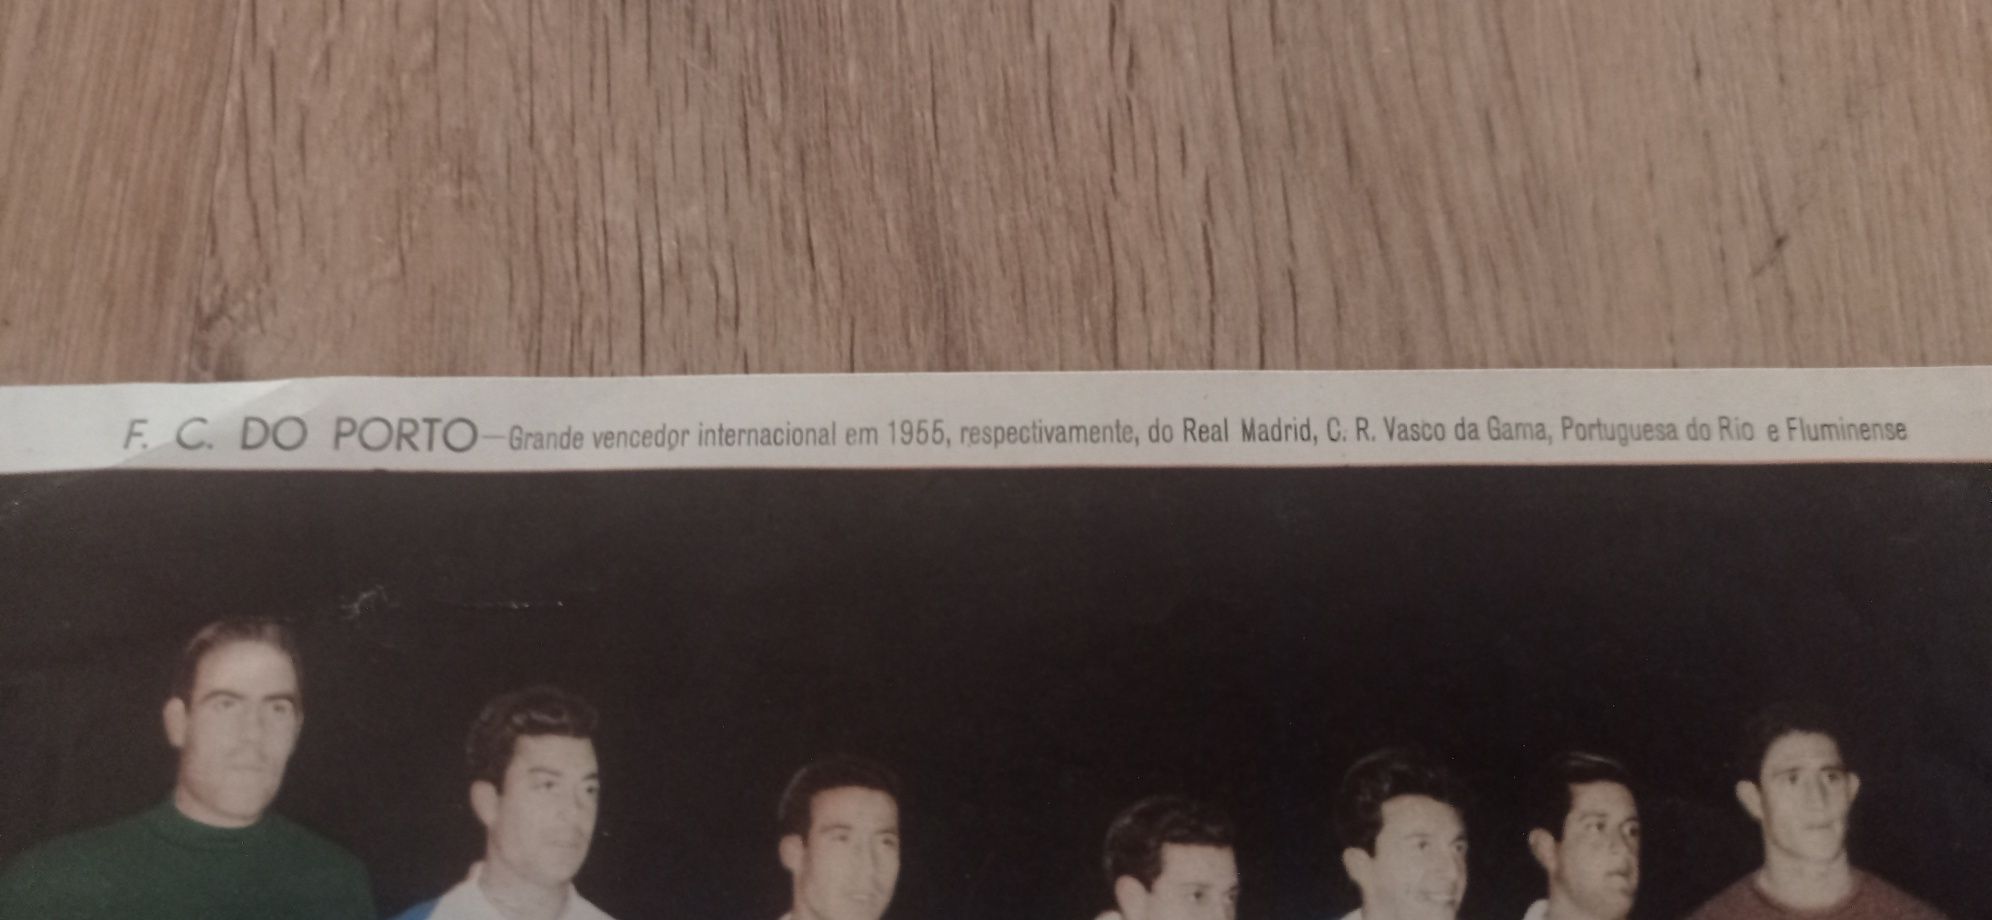 F. C. DO PORTO—Grande vencedor internacional em 1955, respectivamente, do Real Madrid, C. R. Vasco da Gama, Portuguesa do Rio e Fluminense